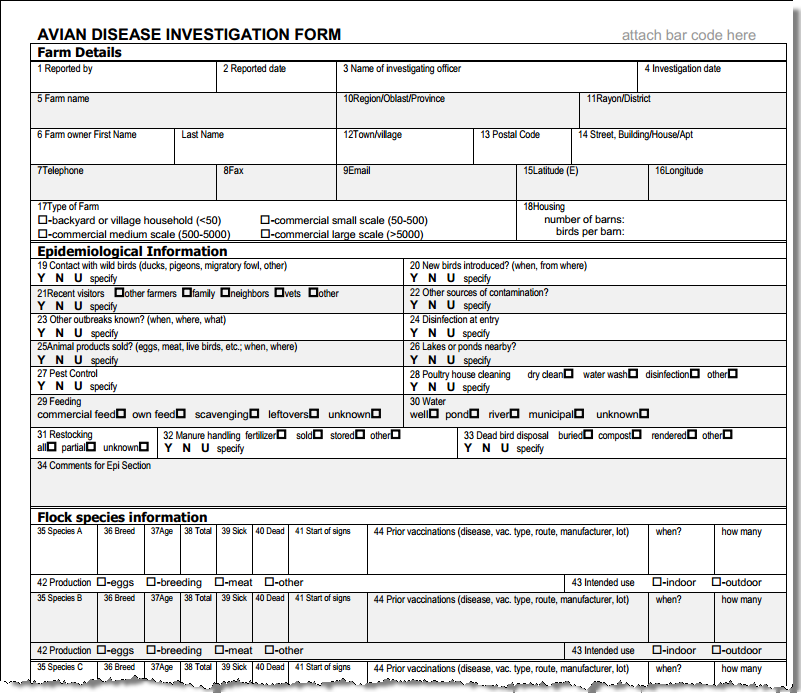 AVIAN DISEASE INVESTIGATION FORM attach bar code here
Farm Details
1 Reported by 2 Reported date 3 Name of investigating officer 4 Investigation date
5 Farm name 10Region/Oblast/Province 11Rayon/District
6 Farm owner First Name Last Name 12Town/village 13 Postal Code 14 Street, Building/House/Apt
7Telephone 8Fax 9Email 15Latitude (E) 16Longitude
17Type of Farm 18Housing
☐-backyard or village household (<50) ☐-commercial small scale (50-500) number of barns:
☐-commercial medium scale (500-5000) ☐-commercial large scale (>5000) birds per barn:
Epidemiological Information
19 Contact with wild birds (ducks, pigeons, migratory fowl, other) 20 New birds introduced? (when, from where)
Y N U specify Y N U specify
21Recent visitors ☐other farmers ☐family ☐neighbors ☐vets ☐other 22 Other sources of contamination?
Y N U specify Y N U specify
23 Other outbreaks known? (when, where, what) 24 Disinfection at entry
Y N U specify Y N U specify
25Animal products sold? (eggs, meat, live birds, etc.; when, where) 26 Lakes or ponds nearby?
Y N U specify Y N U specify
27 Pest Control 28 Poultry house cleaning dry clean☐ water wash☐ disinfection☐ other☐
Y N U specify Y N U specify
29 Feeding 30 Water
commercial feed☐ own feed☐ scavenging☐ leftovers☐ unknown☐ well☐ pond☐ river☐ municipal☐ unknown☐
31 Restocking 32 Manure handling fertilizer☐ sold☐ stored☐ other☐ 33 Dead bird disposal buried☐ compost☐ rendered☐ other☐
all☐ partial☐ unknown☐ Y N U specify Y N U specify
34 Comments for Epi Section
Flock species information
35 Species A 36 Breed 37Age 38 Total 39 Sick 40 Dead 41 Start of signs 44 Prior vaccinations (disease, vac. type, route, manufacturer, lot) when? how many
42 Production ☐-eggs ☐-breeding ☐-meat ☐-other 43 Intended use ☐-indoor ☐-outdoor
35 Species B 36 Breed 37Age 38 Total 39 Sick 40 Dead 41 Start of signs 44 Prior vaccinations (disease, vac. type, route, manufacturer, lot) when? how many
42 Production ☐-eggs ☐-breeding ☐-meat ☐-other 43 Intended use ☐-indoor ☐-outdoor
35 Species C 36 Breed 37Age 38 Total 39 Sick 40 Dead 41 Start of signs 44 Prior vaccinations (disease, vac. type, route, manufacturer, lot) when? how many